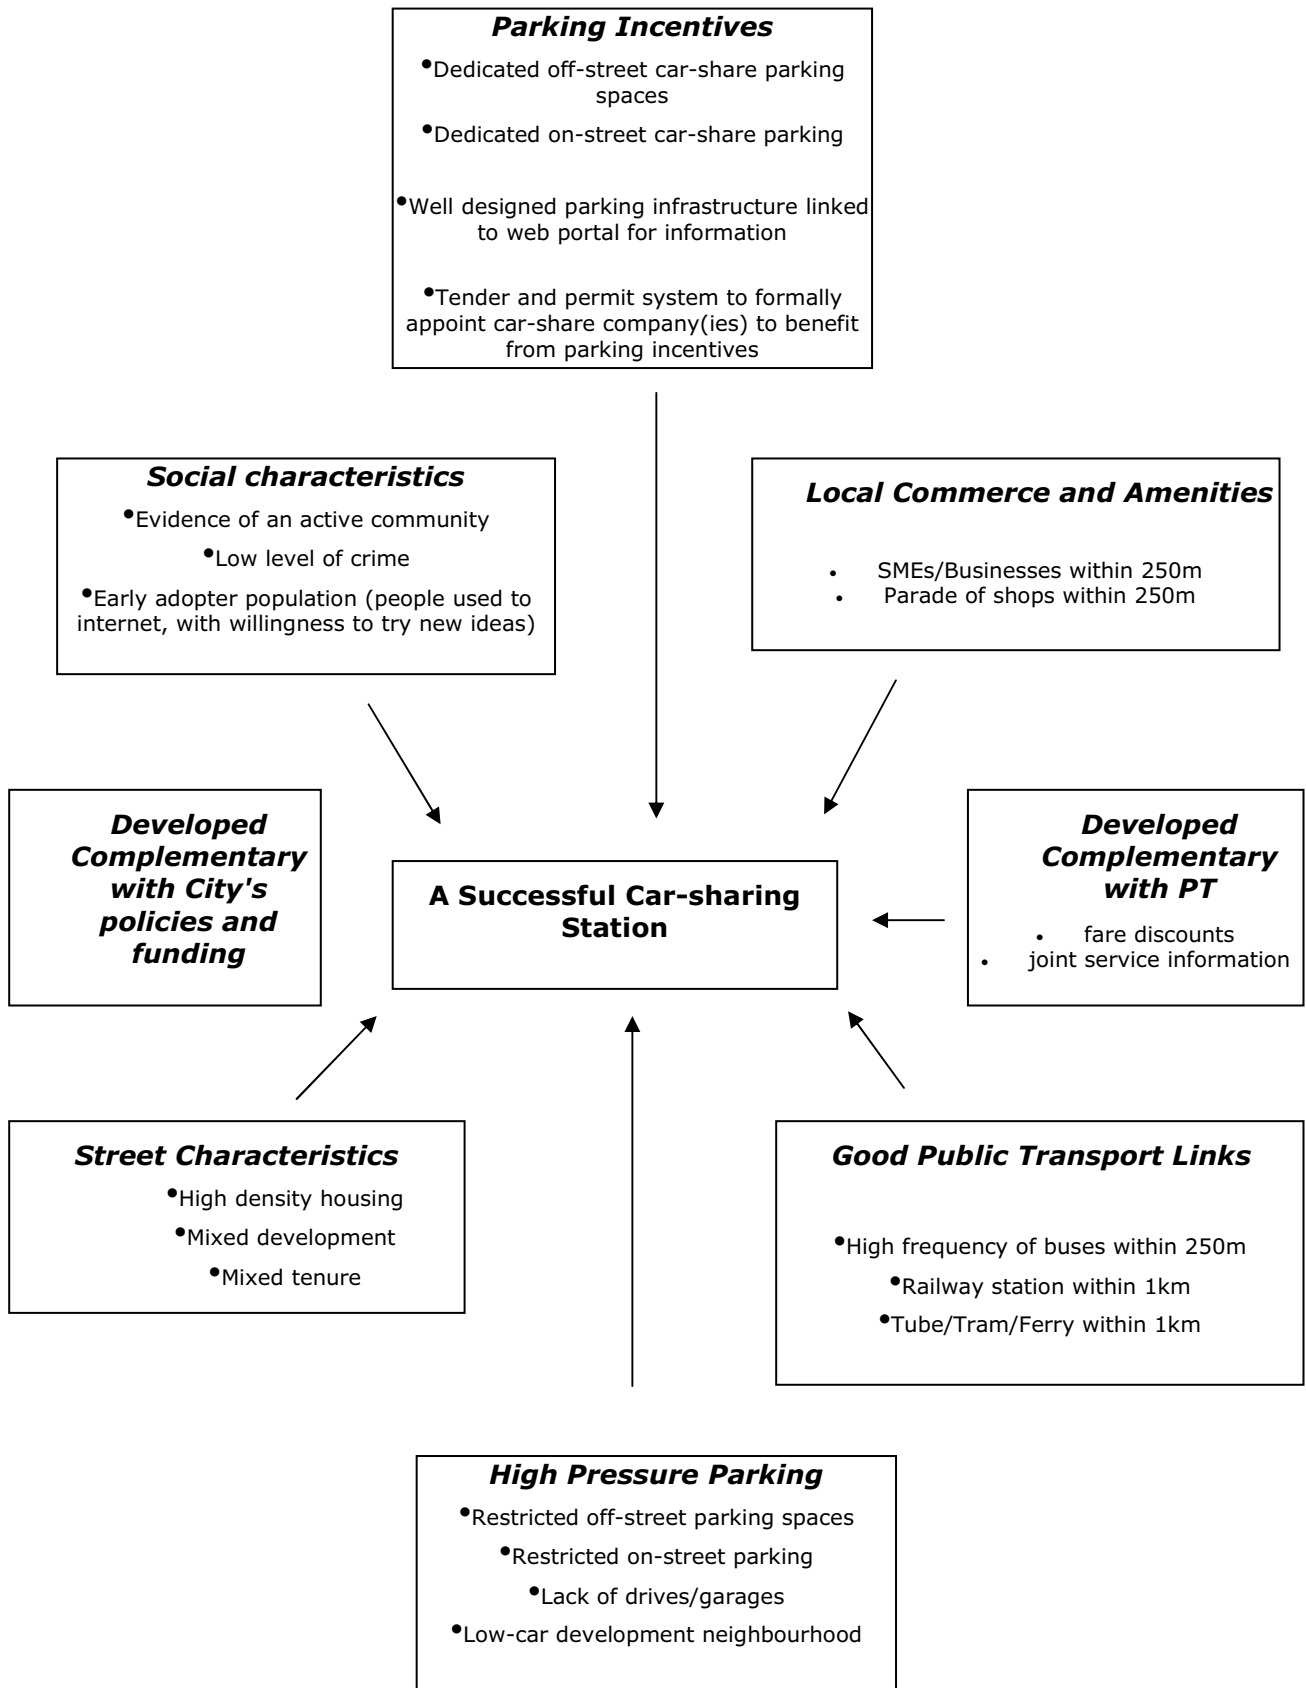 Parking Incentives
•Dedicated off-street car-share parking
spaces
•Dedicated on-street car-share parking
•Well designed parking infrastructure linked
to web portal for information
•Tender and permit system to formally
appoint car-share company(ies) to benefit
from parking incentives
Social characteristics
•Evidence of an active community
•Low level of crime
•Early adopter population (people used to
internet, with willingness to try new ideas)
Local Commerce and Amenities
• SMEs/Businesses within 250m
• Parade of shops within 250m
Developed
Complementary
with City's
policies and
funding
A Successful Car-sharing
Station
Developed
Complementary
with PT
• fare discounts
• joint service information
Street Characteristics
•High density housing
•Mixed development
•Mixed tenure
Good Public Transport Links
•High frequency of buses within 250m
•Railway station within 1km
•Tube/Tram/Ferry within 1km
High Pressure Parking
•Restricted off-street parking spaces
•Restricted on-street parking
•Lack of drives/garages
•Low-car development neighbourhood